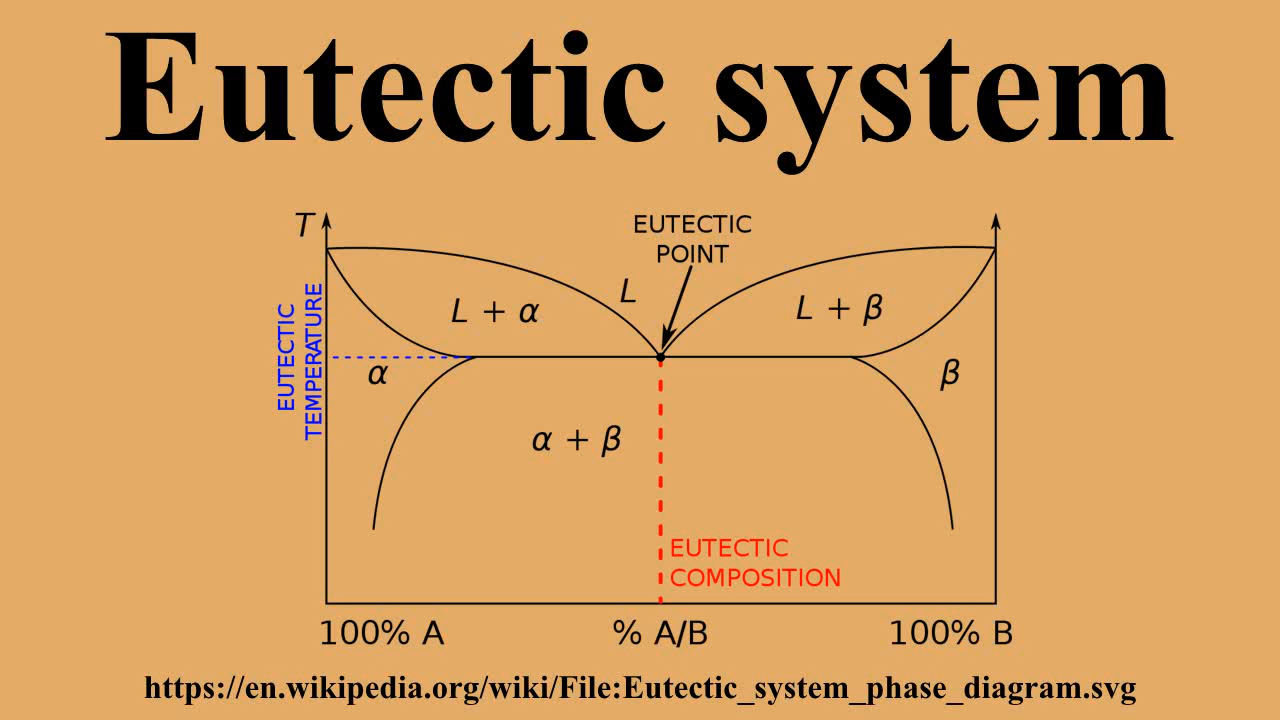 Eutectic system
T
EUTECTIC
POINT
L
L + α
L + β
EUTECTIC
TEMPERATURE
α
β
α + β
EUTECTIC
COMPOSITION
100% A
% A/B
100% B
https://en.wikipedia.org/wiki/File:Eutectic_system_phase_diagram.svg